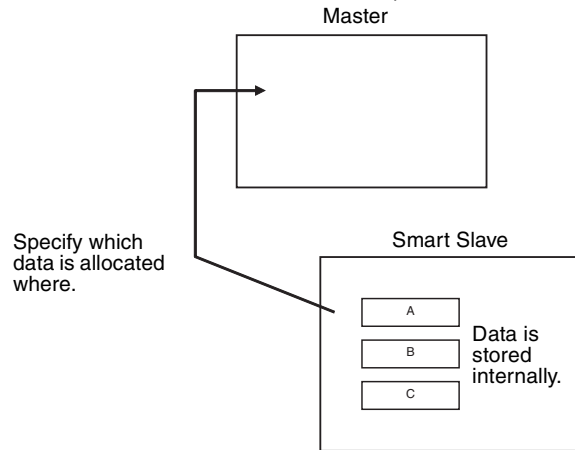 Master
Specify which
data is allocated
where.
Smart Slave
A
B
C
Data is
stored
internally.